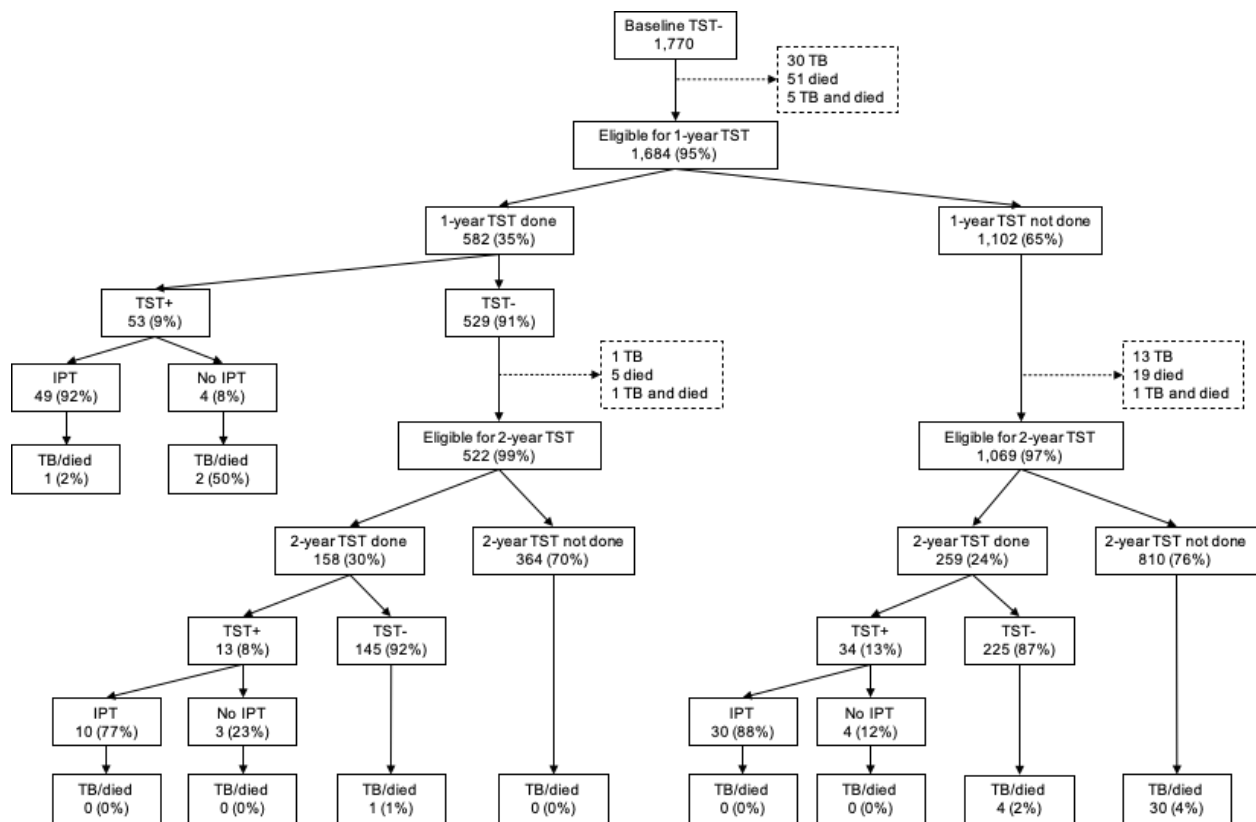 Baseline TST-
1,770
30 TB
51 died
5 TB and died
Eligible for 1-year TST
1,684 (95%)
1-year TST done
582 (35%)
1-year TST not done
1,102 (65%)
TST+
53 (9%)
TST-
529 (91%)
1 TB
5 died
1 TB and died
13 TB
19 died
1 TB and died
IPT
49 (92%)
No IPT
4 (8%)
TB/died
1 (2%)
TB/died
2 (50%)
Eligible for 2-year TST
522 (99%)
Eligible for 2-year TST
1,069 (97%)
2-year TST done
158 (30%)
2-year TST not done
364 (70%)
2-year TST done
259 (24%)
2-year TST not done
810 (76%)
TST+
13 (8%)
TST-
145 (92%)
TST+
34 (13%)
TST-
225 (87%)
IPT
10 (77%)
No IPT
3 (23%)
IPT
30 (88%)
No IPT
4 (12%)
TB/died
0 (0%)
TB/died
0 (0%)
TB/died
1 (1%)
TB/died
0 (0%)
TB/died
0 (0%)
TB/died
0 (0%)
TB/died
4 (2%)
TB/died
30 (4%)